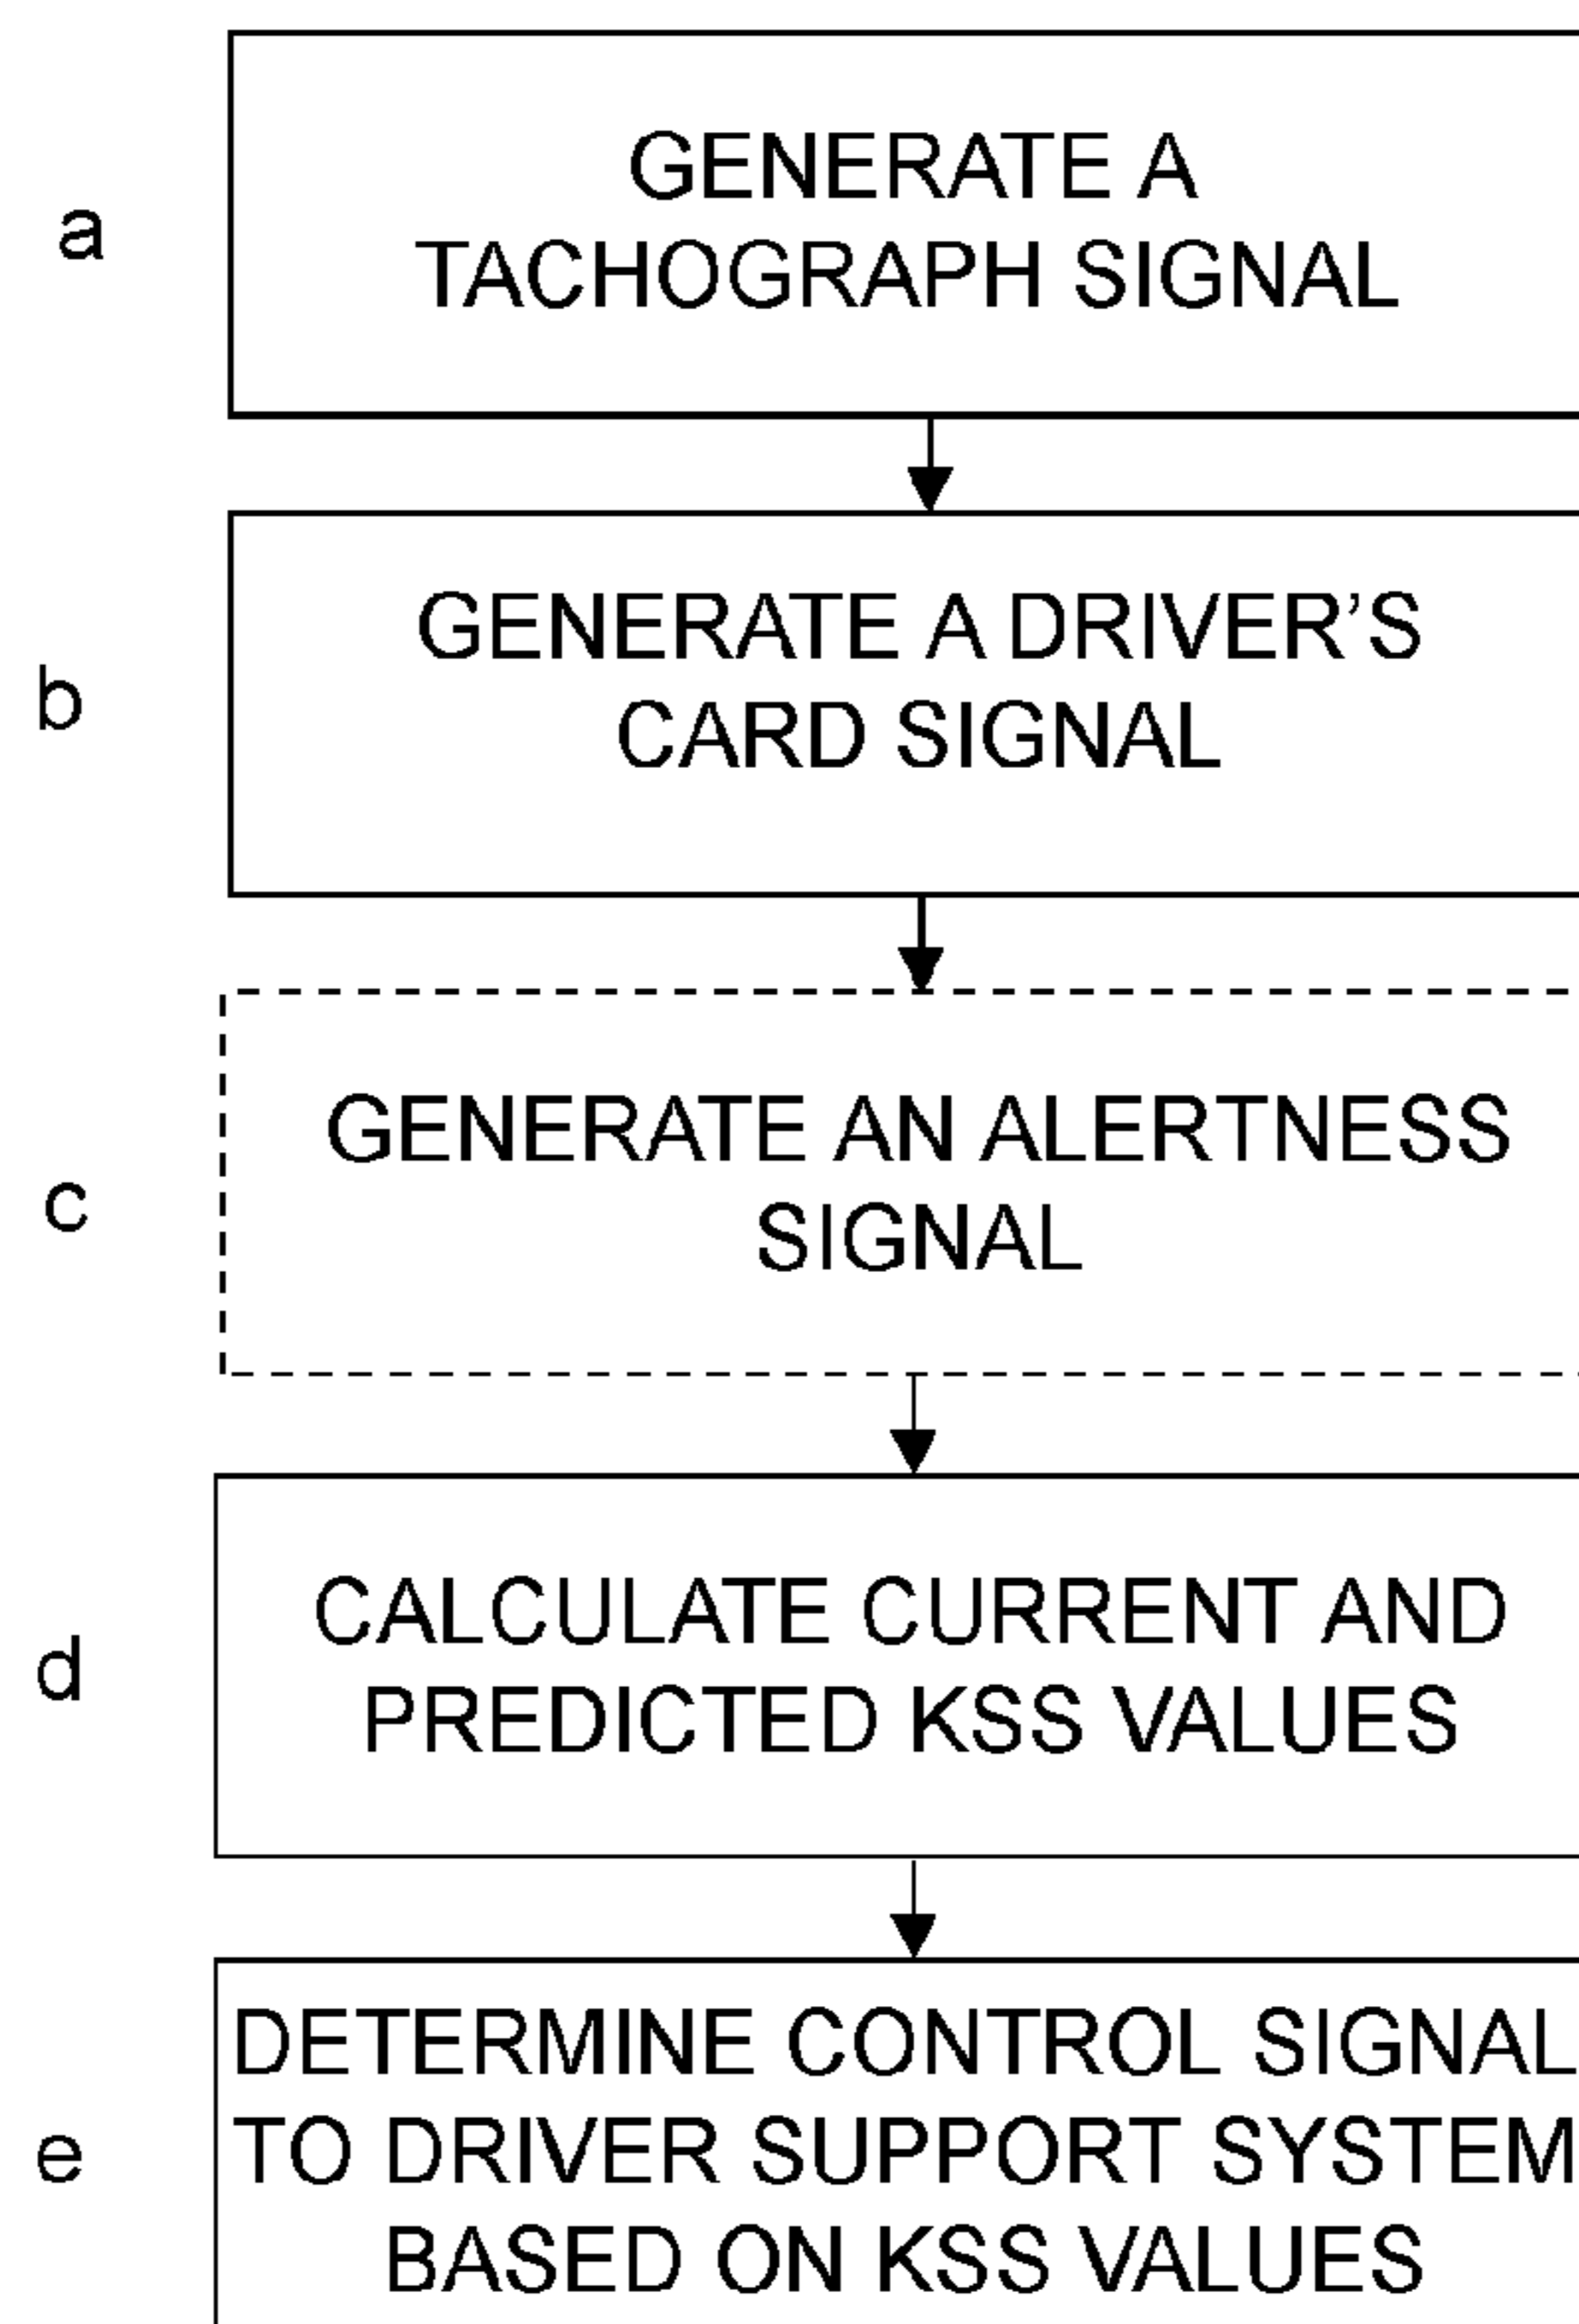 a
GENERATE A
TACHOGRAPH SIGNAL
b
GENERATE A DRIVER'S
CARD SIGNAL
c
GENERATE AN ALERTNESS
SIGNAL
d
CALCULATE CURRENT AND
PREDICTED KSS VALUES
e
DETERMINE CONTROL SIGNAL
TO DRIVER SUPPORT SYSTEM
BASED ON KSS VALUES